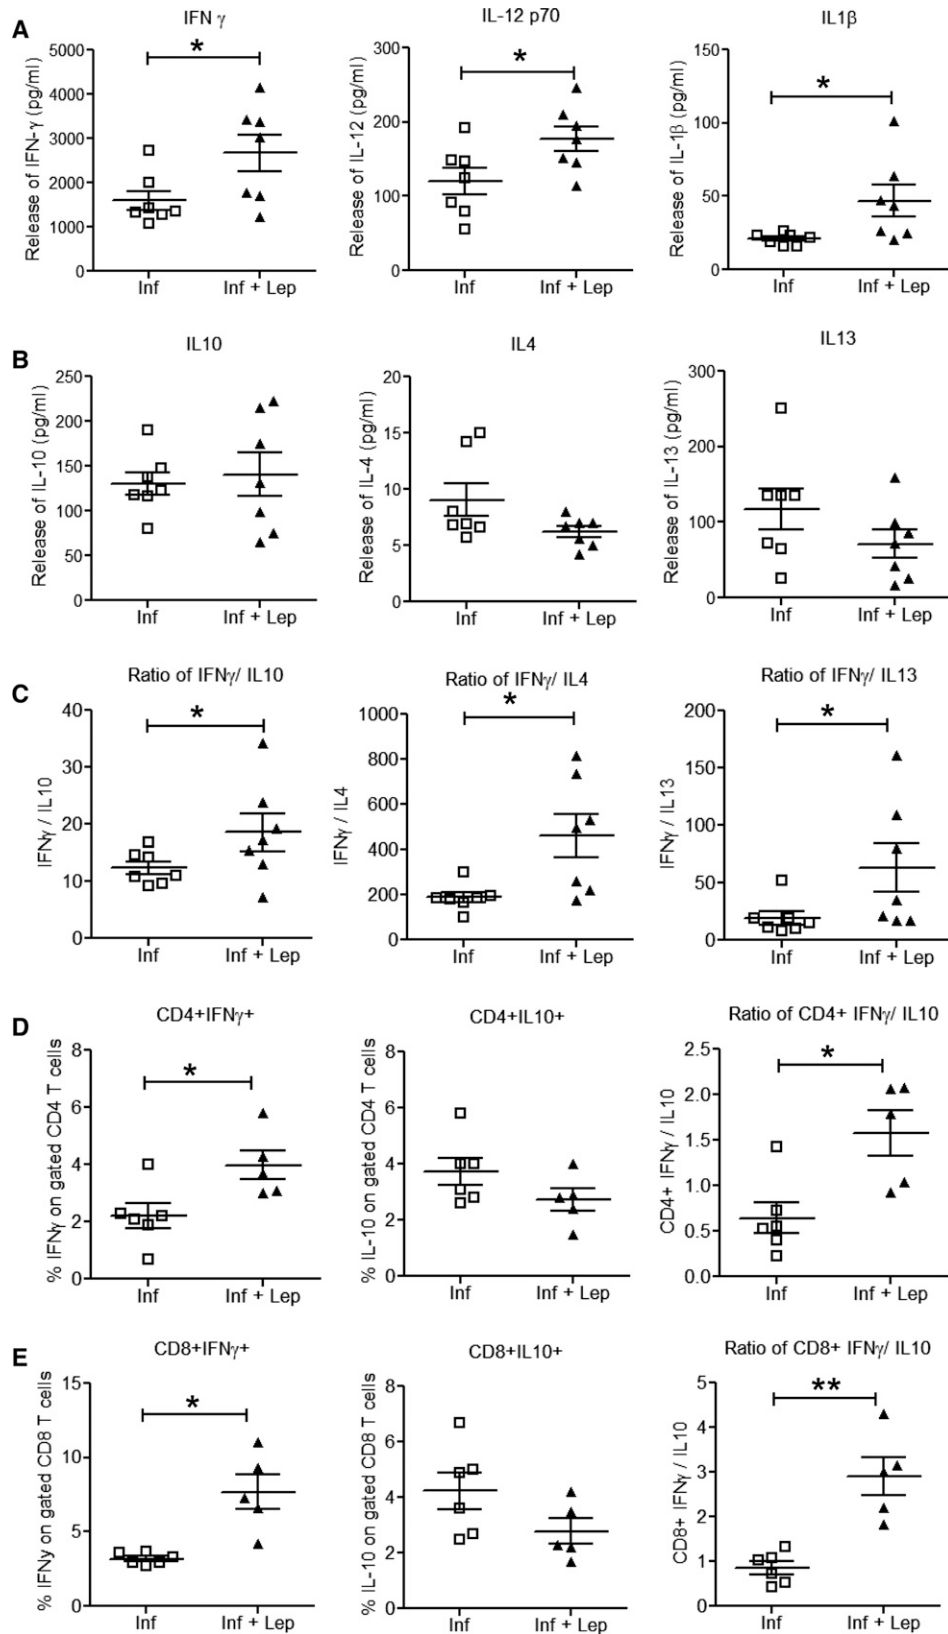 A
IFN γ
Release of IFN-γ (pg/ml)
5000
4000
3000
2000
1000
0
*
Inf
Inf + Lep
IL-12 p70
Release of IL-12 (pg/ml)
300
200
100
0
*
Inf
Inf + Lep
IL1β
Release of IL-1β (pg/ml)
150
100
50
0
*
Inf
Inf + Lep
B
IL10
Release of IL-10 (pg/ml)
250
200
150
100
50
0
Inf
Inf + Lep
IL4
Release of IL-4 (pg/ml)
20
15
10
5
0
Inf
Inf + Lep
IL13
Release of IL-13 (pg/ml)
300
200
100
0
Inf
Inf + Lep
C
Ratio of IFNγ/ IL10
IFNγ / IL10
40
30
20
10
0
*
Inf
Inf + Lep
Ratio of IFNγ/ IL4
IFNγ / IL4
1000
800
600
400
200
0
*
Inf
Inf + Lep
Ratio of IFNγ/ IL13
IFNγ / IL13
200
150
100
50
0
*
Inf
Inf + Lep
D
CD4+IFNγ+
% IFNγ on gated CD4 T cells
8
6
4
2
0
*
Inf
Inf + Lep
CD4+IL10+
% IL-10 on gated CD4 T cells
8
6
4
2
0
Inf
Inf + Lep
Ratio of CD4+ IFNγ/ IL10
CD4+ IFNγ / IL10
2.5
2.0
1.5
1.0
0.5
0.0
*
Inf
Inf + Lep
E
CD8+IFNγ+
% IFNy on gated CD8 T cells
15
10
5
0
*
Inf
Inf + Lep
CD8+IL10+
% IL-10 on gated CD8 T cells
8
6
4
2
0
Inf
Inf + Lep
Ratio of CD8+ IFNγ/ IL10
CD8+ IFNγ / IL10
5
4
3
2
1
0
**
Inf
Inf + Lep